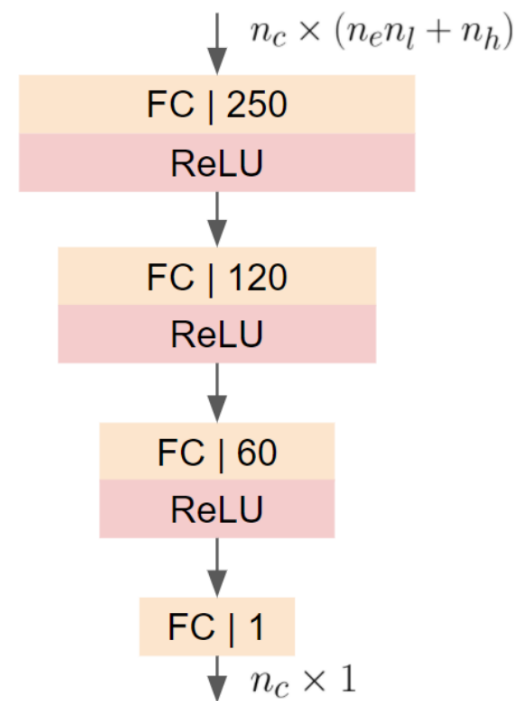 n_c × (n_e n_l + n_h)
FC | 250
ReLU
FC | 120
ReLU
FC | 60
ReLU
FC | 1
n_c × 1